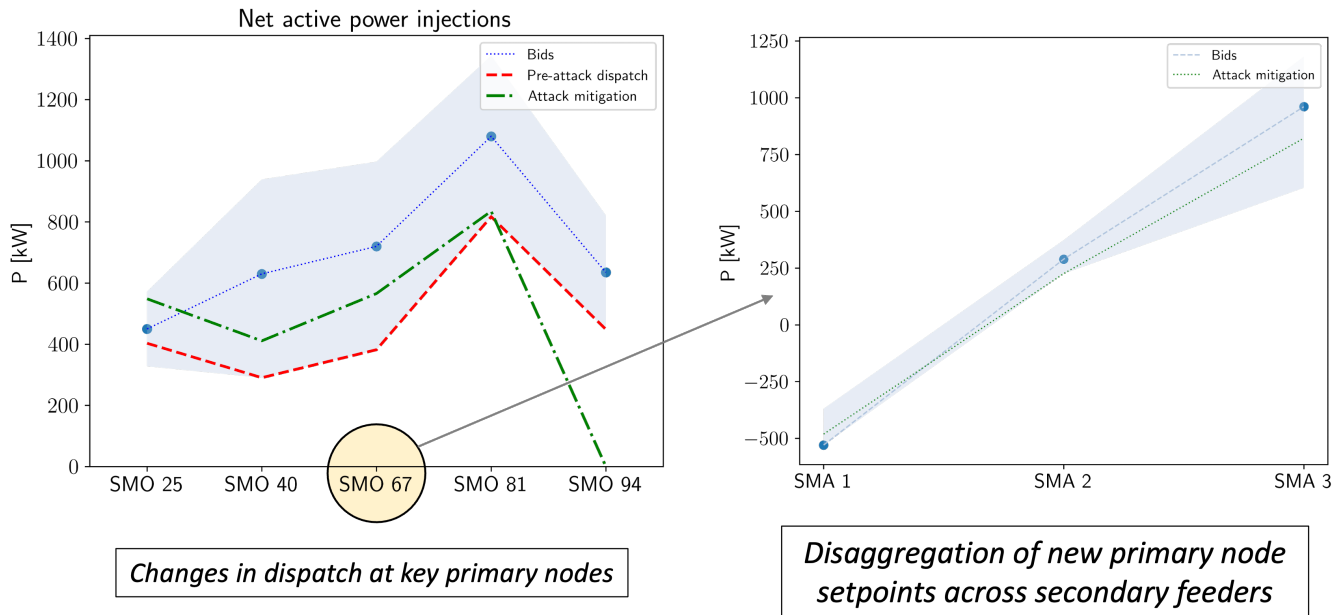 Net active power injections
1400
1200
1000
800
600
400
200
0
P [kW]
Bids
Pre-attack dispatch
Attack mitigation
SMO 25
SMO 40
SMO 67
SMO 81
SMO 94
Changes in dispatch at key primary nodes
1250
1000
750
500
250
0
−250
−500
P [kW]
Bids
Attack mitigation
SMA 1
SMA 2
SMA 3
Disaggregation of new primary node
setpoints across secondary feeders